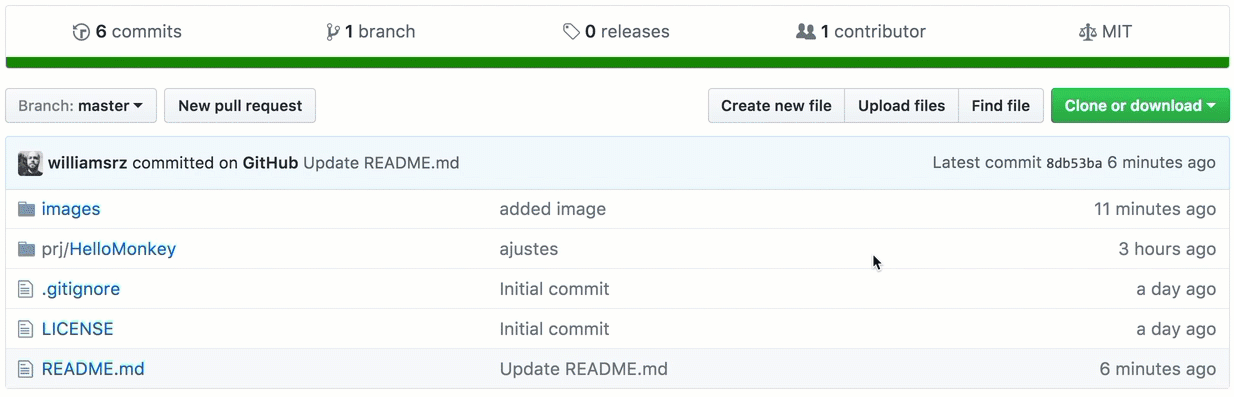 6 commits 1 branch 0 releases 1 contributor MIT
Branch: master New pull request Create new file Upload files Find file Clone or download
williamsrz committed on GitHub Update README.md Latest commit 8db53ba 6 minutes ago
images added image 11 minutes ago
prj/HelloMonkey ajustes 3 hours ago
.gitignore Initial commit a day ago
LICENSE Initial commit a day ago
README.md Update README.md 6 minutes ago